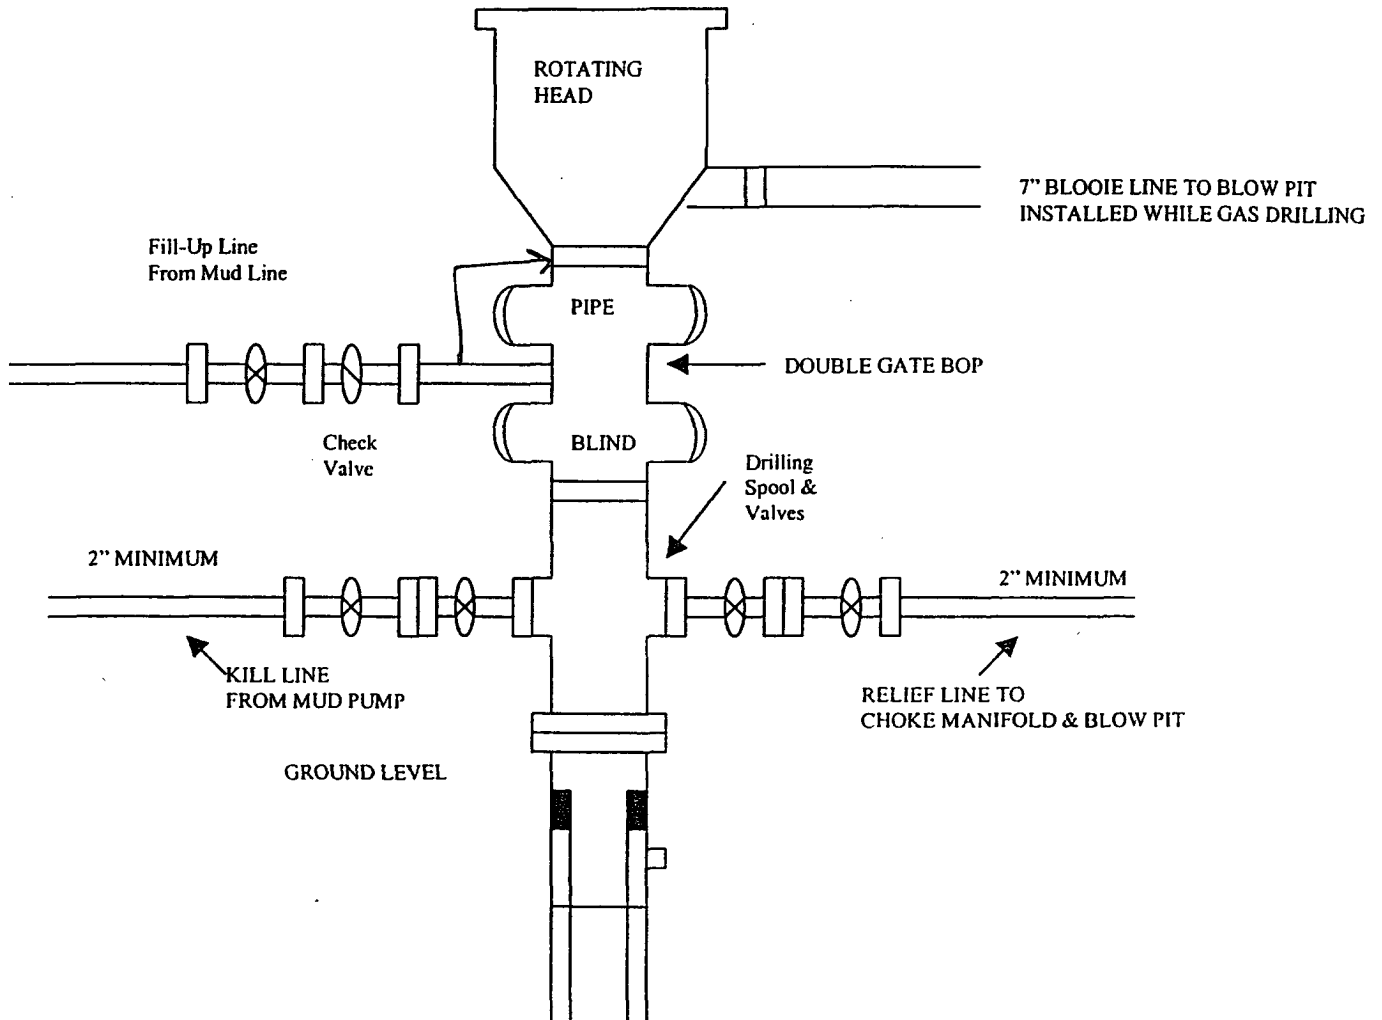 ROTATING
HEAD
7" BLOOIE LINE TO BLOW PIT
INSTALLED WHILE GAS DRILLING
Fill-Up Line
From Mud Line
PIPE
DOUBLE GATE BOP
Check
Valve
BLIND
Drilling
Spool &
Valves
2" MINIMUM
2" MINIMUM
KILL LINE
FROM MUD PUMP
RELIEF LINE TO
CHOKE MANIFOLD & BLOW PIT
GROUND LEVEL